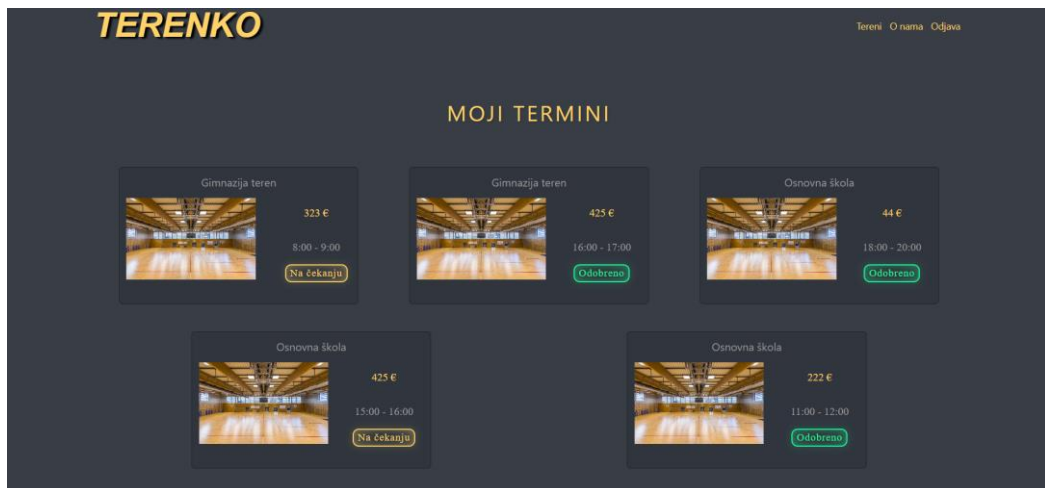 TERENKO
Tereni O nama Odjava
MOJI TERMINI
Gimnazija teren
323 €
8:00 - 9:00
Na čekanju
Gimnazija teren
425 €
16:00 - 17:00
Odobreno
Osnovna škola
44 €
18:00 - 20:00
Odobreno
Osnovna škola
425 €
15:00 - 16:00
Na čekanju
Osnovna škola
222 €
11:00 - 12:00
Odobreno